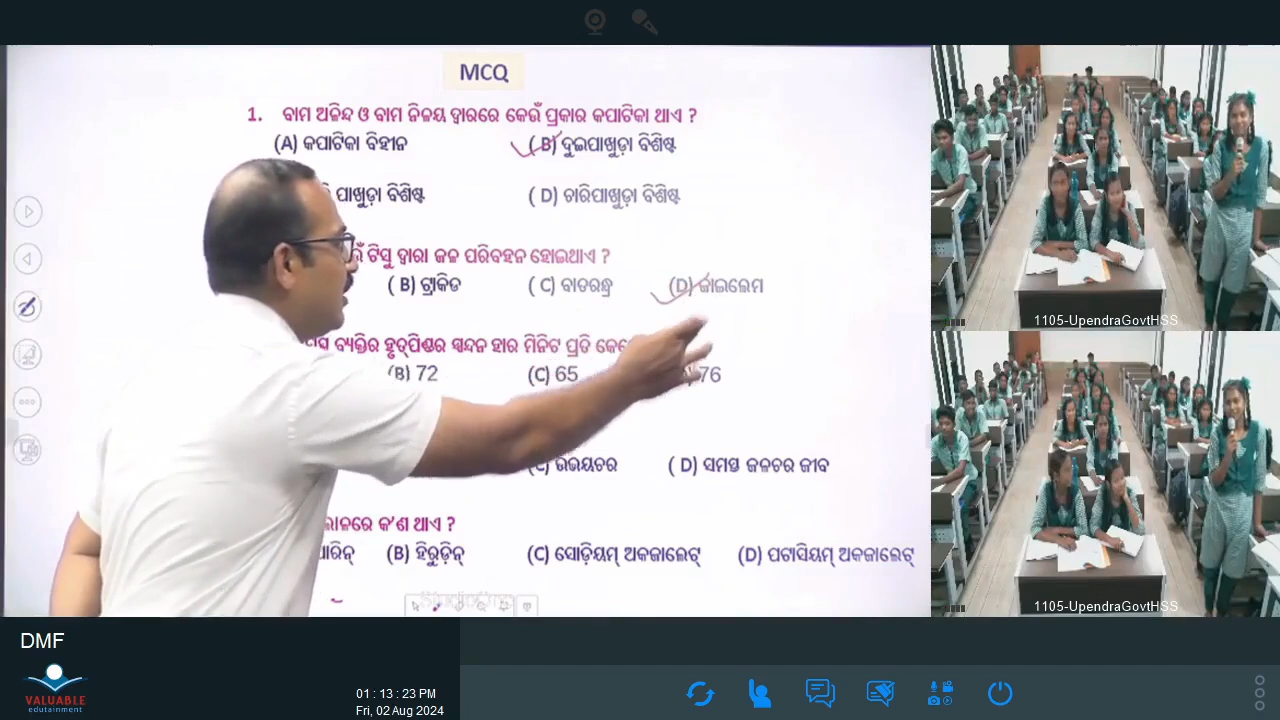 MCQ
1. ବାମ ଅଳିନ୍ଦ ଓ ବାମ ନିଳୟ ଦ୍ୱାରରେ କେଉଁ ପ୍ରକାର କପାଟିକା ଥାଏ ?
(A) କପାଟିକା ବିହୀନ (B) ଦୁଇପାଖୁଡ଼ା ବିଶିଷ୍ଟ
ପାଖୁଡ଼ା ବିଶିଷ୍ଟ (D) ଚାରିପାଖୁଡ଼ା ବିଶିଷ୍ଟ
ଟିସୁ ଦ୍ୱାରା ଜଳ ପରିବହନ ହୋଇଥାଏ ?
(B) ଟ୍ରାକିଡ (C) ବାତରନ୍ଧ୍ର (D) ଜାଇଲେମ
ବ୍ୟକ୍ତିର ହୃତ୍‌ପିଣ୍ଡର ସ୍ପନ୍ଦନ ହାର ମିନିଟ ପ୍ରତି
(B) 72 (C) 65 76
ଉଭୟଚର (D) ସମସ୍ତ ଜଳଚର ଜୀବ
କ'ଣ ଥାଏ ?
(B) ହିରୁଡ଼ିନ୍ (C) ସୋଡ଼ିୟମ୍ ଅକଜାଲେଟ୍ (D) ପଟାସିୟମ୍ ଅକଜାଲେଟ୍
1105-UpendraGovtHSS
1105-UpendraGovtHSS
DMF
VALUABLE
edutainment
01 : 13 : 23 PM
Fri, 02 Aug 2024